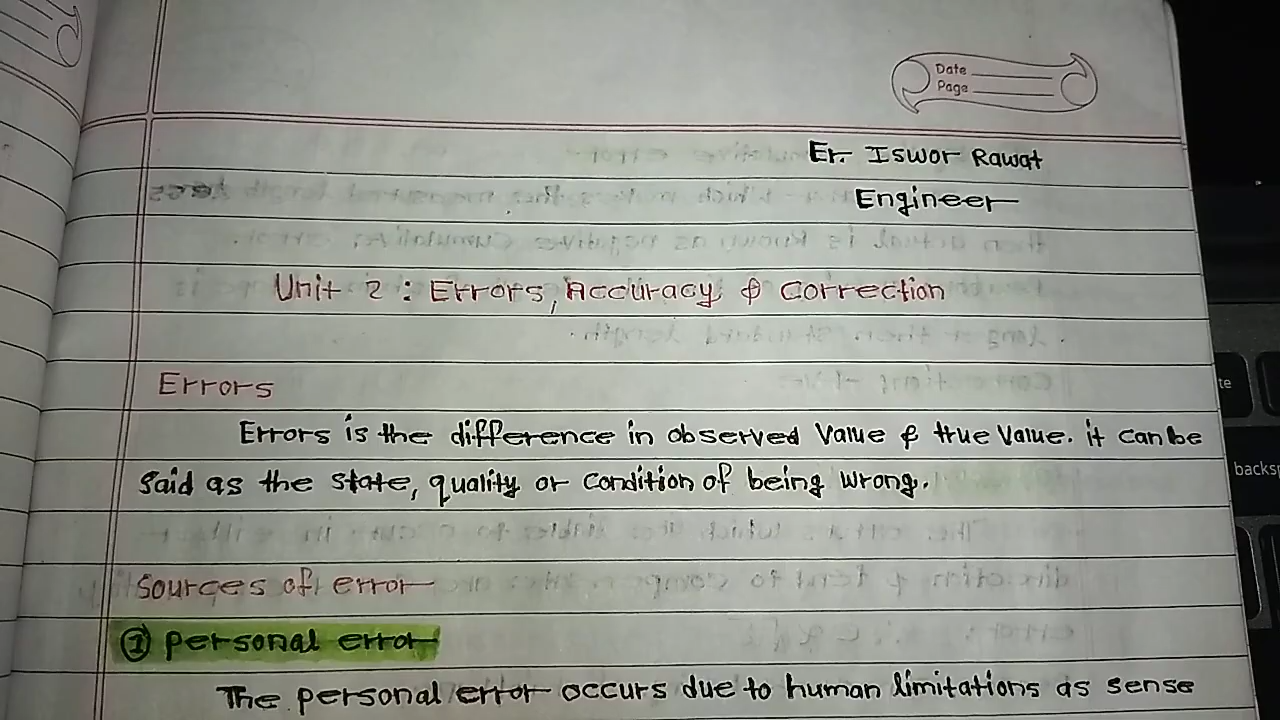 Date
Page
Er. Iswor Rawat
Engineer
Unit 2 : Errors, Accuracy & Correction
Errors
Errors is the difference in observed value & true value. it can be
said as the state, quality or condition of being wrong.
Sources of error
① personal error
The personal error occurs due to human limitations as sense
te
backsp